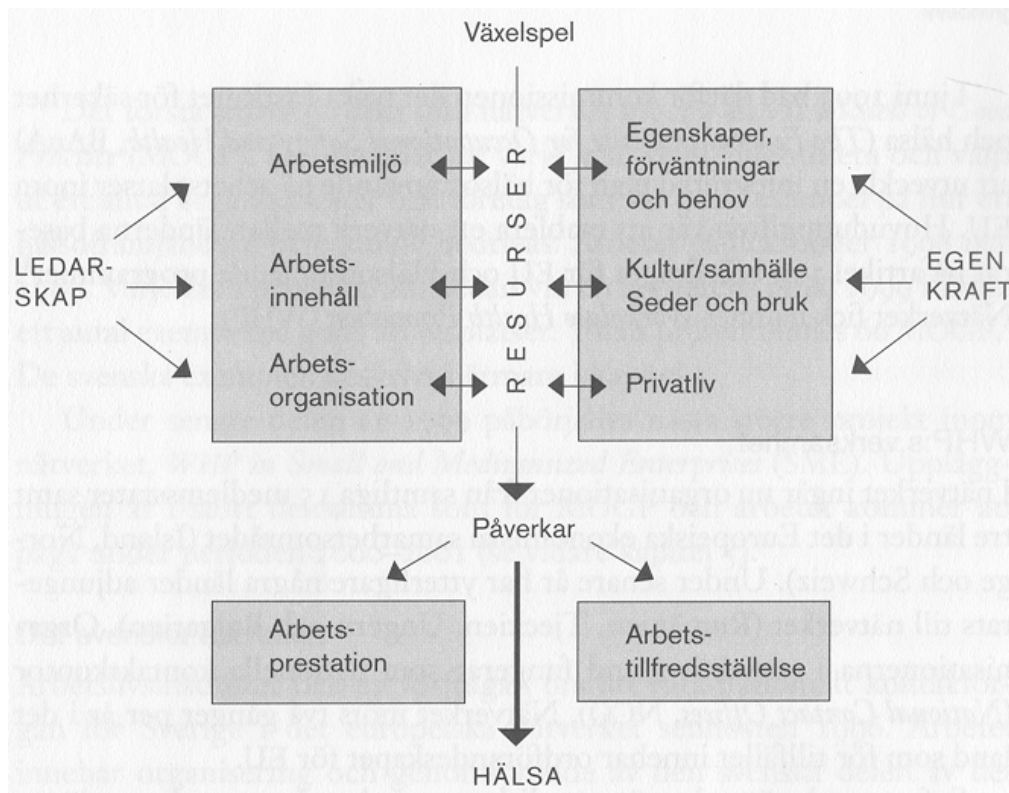 Växelspel
Arbetsmiljö
Egenskaper,
förväntningar
och behov
LEDAR-
SKAP
Arbets-
innehåll
RESURSER
Kultur/samhälle
Seder och bruk
EGEN
KRAFT
Arbets-
organisation
Privatliv
Påverkar
Arbets-
prestation
Arbets-
tillfredsställelse
HÄLSA